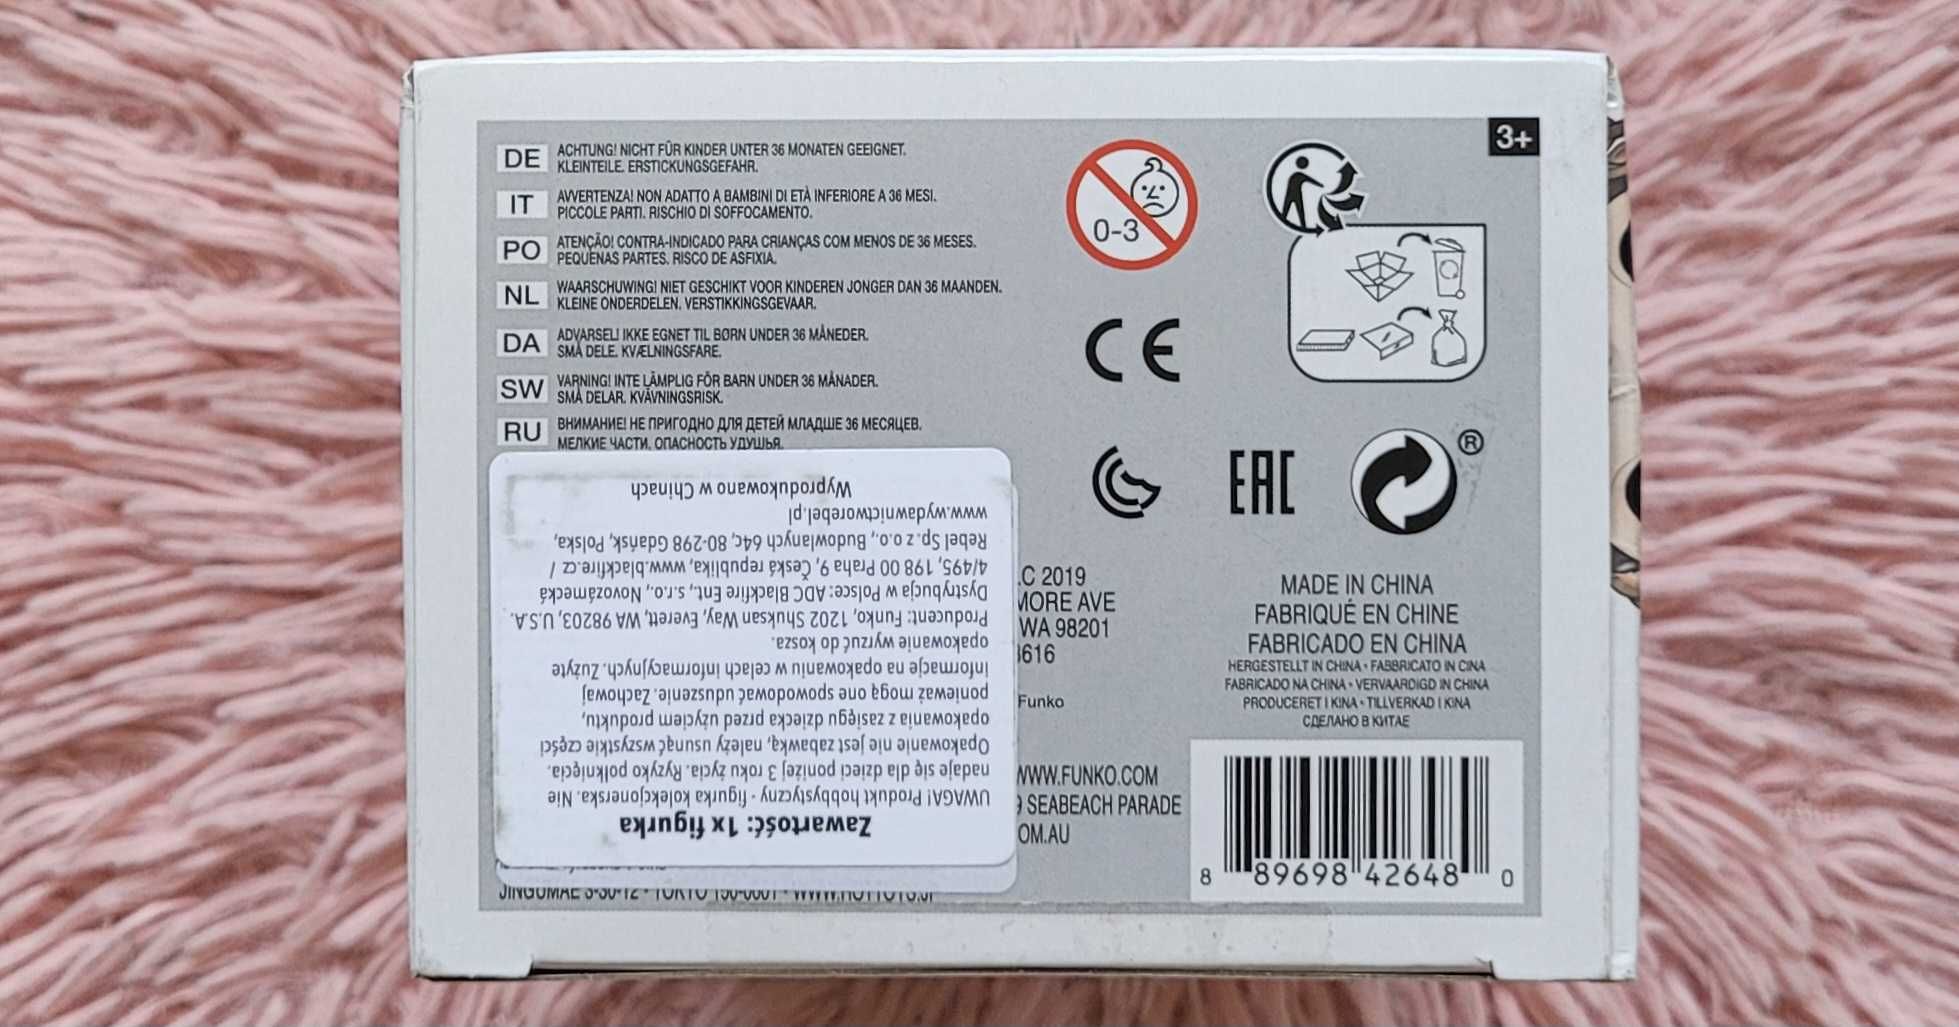 3+
DE ACHTUNG! NICHT FÜR KINDER UNTER 36 MONATEN GEEIGNET.
KLEINTEILE. ERSTICKUNGSGEFAHR.
IT AVVERTENZA! NON ADATTO A BAMBINI DI ETÀ INFERIORE A 36 MESI.
PICCOLE PARTI. RISCHIO DI SOFFOCAMENTO.
PO ATENÇÃO! CONTRA-INDICADO PARA CRIANÇAS COM MENOS DE 36 MESES.
PEQUENAS PARTES. RISCO DE ASFIXIA.
NL WAARSCHUWING! NIET GESCHIKT VOOR KINDEREN JONGER DAN 36 MAANDEN.
KLEINE ONDERDELEN. VERSTIKKINGSGEVAAR.
DA ADVARSEL! IKKE EGNET TIL BØRN UNDER 36 MÅNEDER.
SMÅ DELE. KVÆLNINGSFARE.
SW VARNING! INTE LÄMPLIG FÖR BARN UNDER 36 MÅNADER.
SMÅ DELAR. KVÄVNINGSRISK.
RU ВНИМАНИЕ! НЕ ПРИГОДНО ДЛЯ ДЕТЕЙ МЛАДШЕ 36 МЕСЯЦЕВ.
МЕЛКИЕ ЧАСТИ. ОПАСНОСТЬ УДУШЬЯ.
0-3
CE
EAC
®
Zawartość: 1x figurka
UWAGA! Produkt hobbystyczny - figurka kolekcjonerska. Nie
nadaje się dla dzieci poniżej 3 roku życia. Ryzyko połknięcia.
Opakowanie nie jest zabawką, należy usunąć wszystkie części
opakowania z zasięgu dziecka przed użyciem produktu,
ponieważ mogą one spowodować uduszenie. Zachowaj
informacje na opakowaniu w celach informacyjnych. Zużyte
opakowanie wyrzuć do kosza.
Producent: Funko, 1202 Shuksan Way, Everett, WA 98203, U.S.A.
Dystrybucja w Polsce: ADC Blackfire Ent., s.r.o., Novozámecká
4/495, 198 00 Praha 9, Česká republika, www.blackfire.cz /
Rebel Sp. z o.o., Budowlanych 64c, 80-298 Gdańsk, Polska,
www.wydawnictworebel.pl
Wyprodukowano w Chinach
.C 2019
MORE AVE
WA 98201
616
Funko
WWW.FUNKO.COM
9 SEABEACH PARADE
OM.AU
MADE IN CHINA
FABRIQUÉ EN CHINE
FABRICADO EN CHINA
HERGESTELLT IN CHINA • FABBRICATO IN CINA
FABRICADO NA CHINA • VERVAARDIGD IN CHINA
PRODUCERET I KINA • TILLVERKAD I KINA
СДЕЛАНО В КИТАЕ
8 89698 42648 0